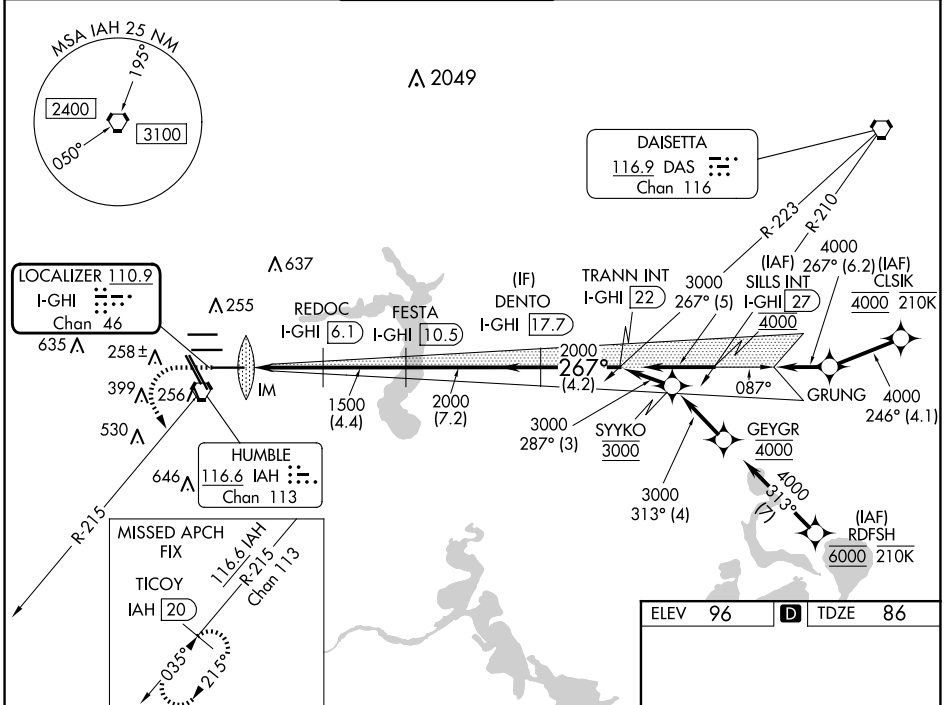 MSA IAH 25 NM
195°
2400
050°
3100
2049
DAISETTA
116.9 DAS
Chan 116
R-223
R-210
LOCALIZER 110.9
I-GHI
Chan 46
637
255
635
258±
399
256
530
646
IM
REDOC
I-GHI 6.1
FESTA
I-GHI 10.5
(IF)
DENTO
I-GHI 17.7
TRANN INT
I-GHI 22
3000
267° (5)
(IAF)
SILLS INT
I-GHI 27
4000
4000
267° (6.2)
(IAF)
CLSIK
4000 210K
2000
267°
(4.2)
087°
GRUNG
4000
246° (4.1)
1500
(4.4)
2000
(7.2)
3000
287° (3)
SYYKO
3000
GEYGR
4000
3000
313° (4)
4000
313°
(7)
(IAF)
RDFSH
6000 210K
HUMBLE
116.6 IAH
Chan 113
R-215
MISSED APCH
FIX
TICOY
IAH 20
116.6 IAH
R-215
Chan 113
035°
215°
ELEV 96 D TDZE 86